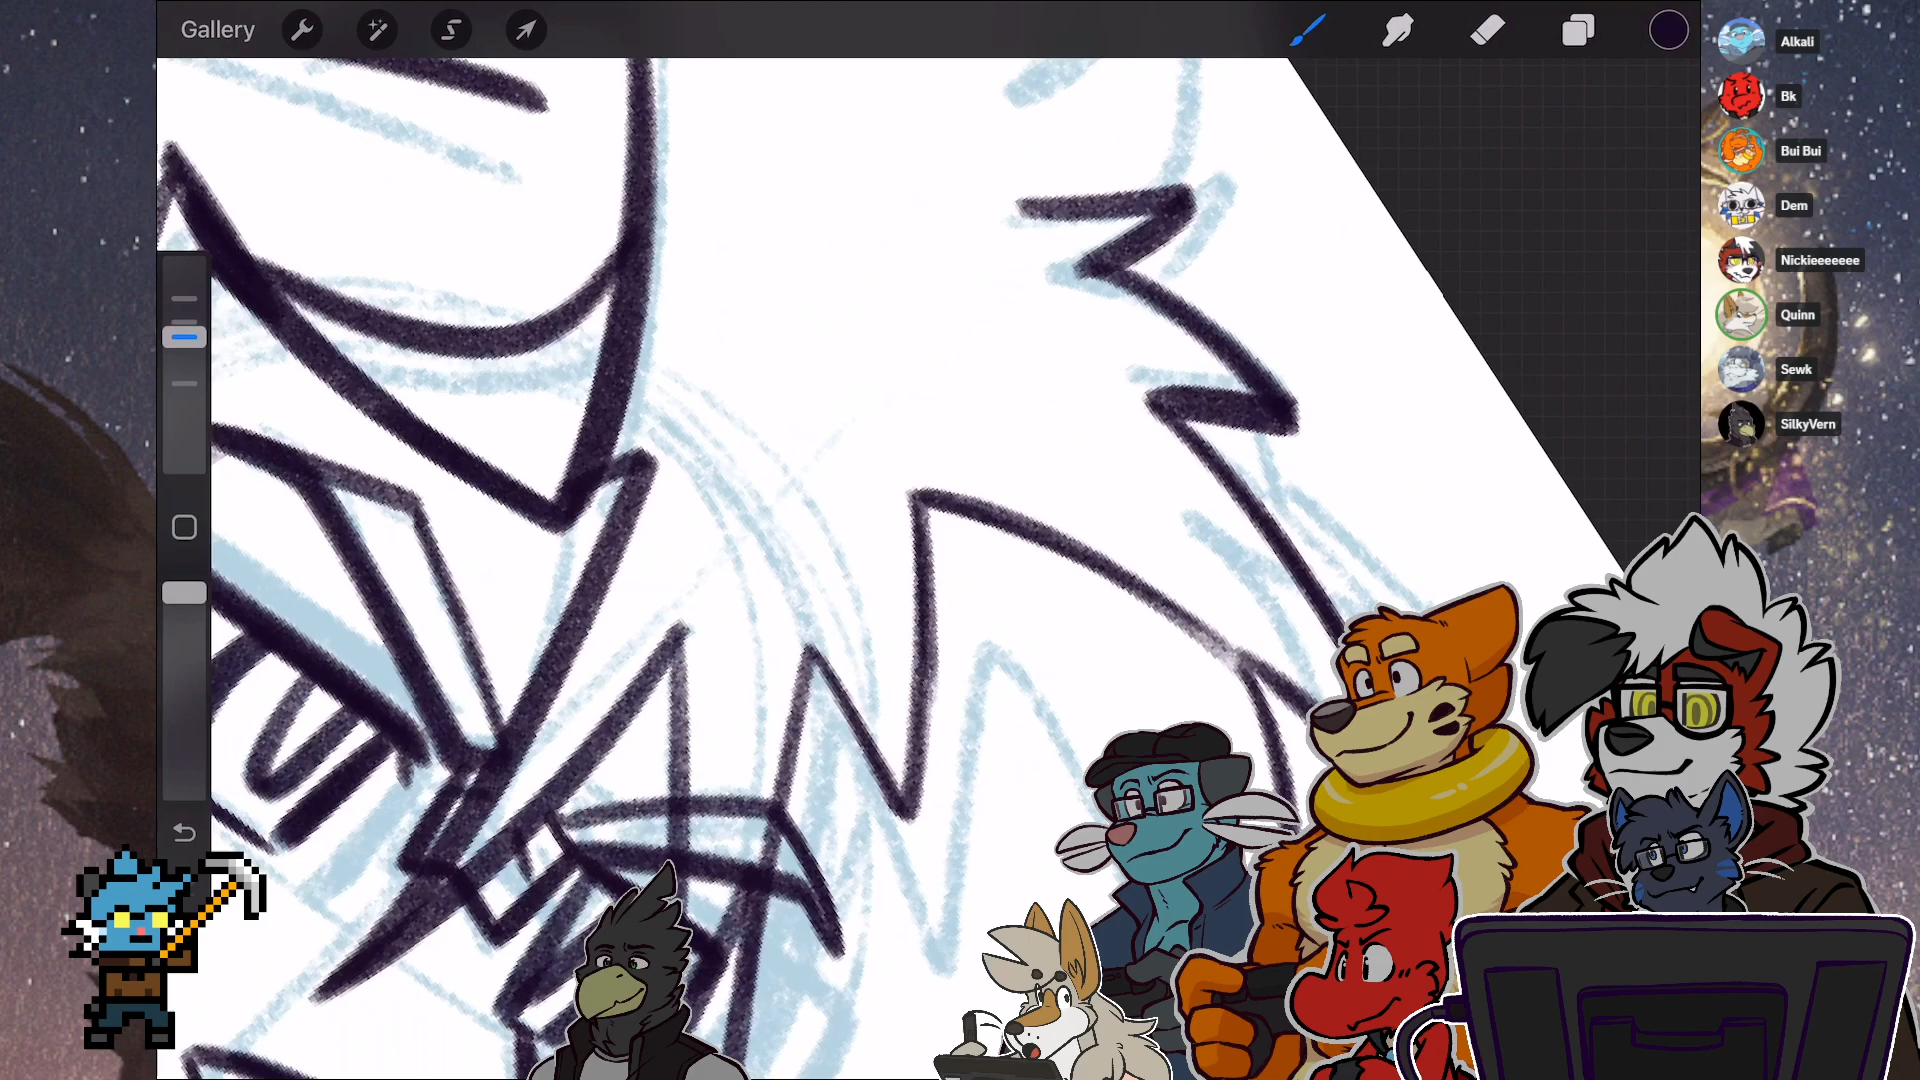 Gallery
Alkali
Bk
Bui Bui
Dem
Nickieeeeeee
Quinn
Sewk
SilkyVern